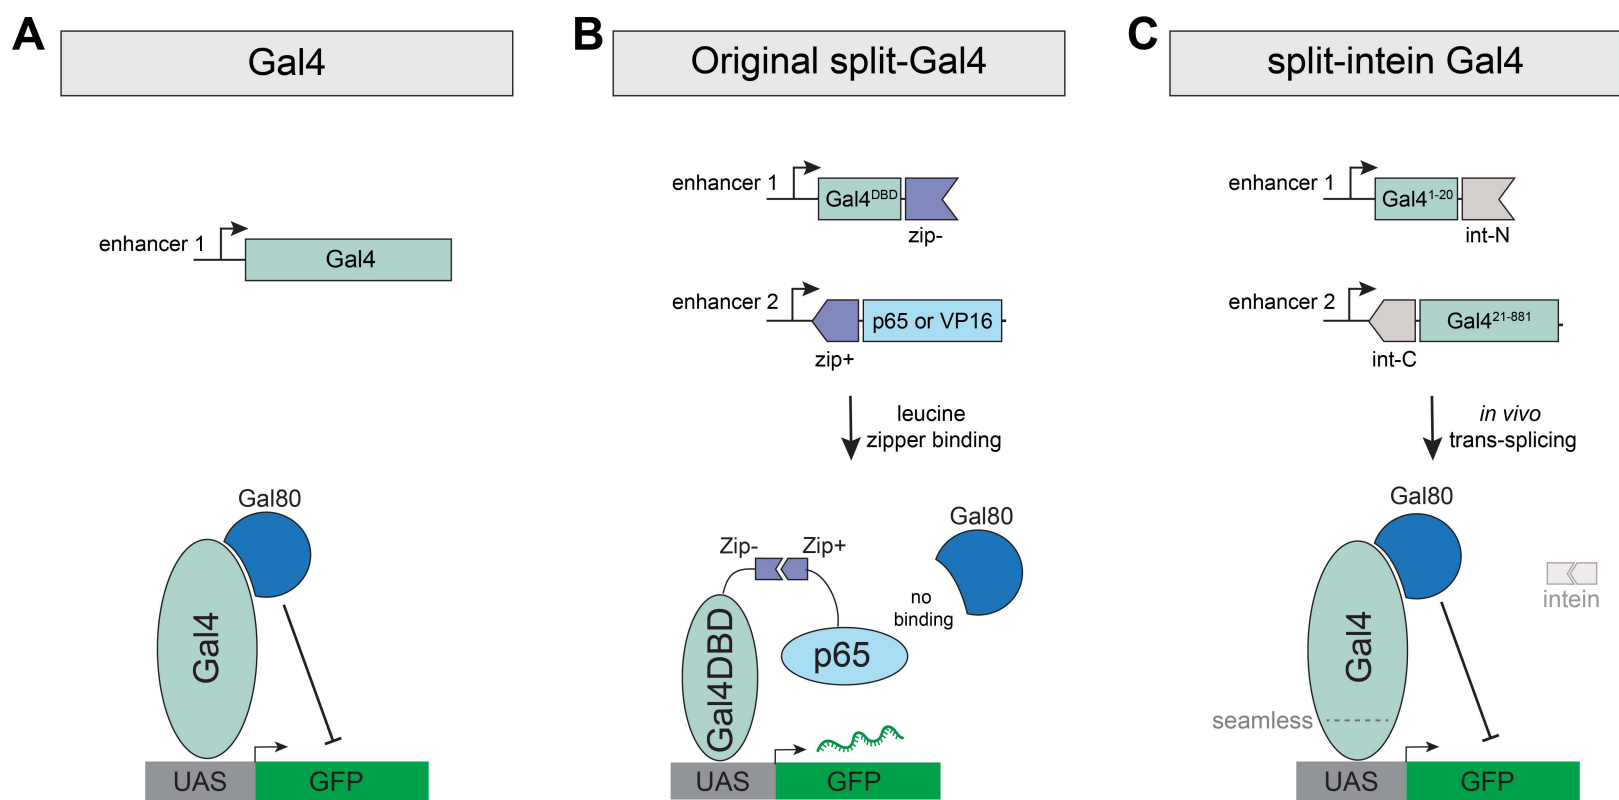 A
Gal4
enhancer 1
Gal4
Gal80
Gal4
UAS
GFP
B
Original split-Gal4
enhancer 1
Gal4DBD
zip-
enhancer 2
p65 or VP16
zip+
leucine
zipper binding
Gal80
Zip-
Zip+
no
binding
Gal4DBD
p65
UAS
GFP
C
split-intein Gal4
enhancer 1
Gal41-20
int-N
enhancer 2
Gal421-881
int-C
in vivo
trans-splicing
Gal80
intein
Gal4
seamless
UAS
GFP